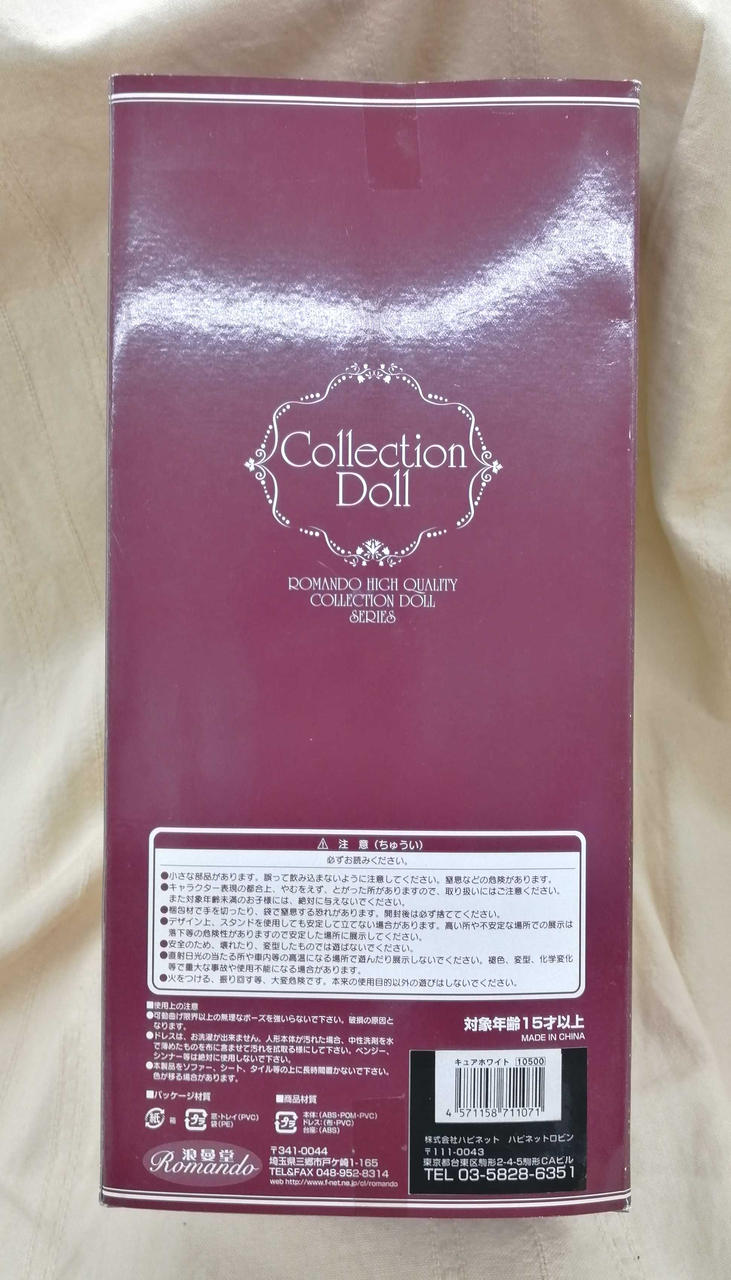 Collection
Doll
ROMANDO HIGH QUALITY
COLLECTION DOLL
SERIES
⚠ 注 意(ちゅうい)
必ずお読みください。
●小さな部品があります。誤って飲み込まないように注意してください。窒息などの危険があります。
●キャラクター表現の都合上、やむをえず、とがった所がありますので、取り扱いにはご注意ください。
また対象年齢未満のお子様には、絶対に与えないでください。
●梱包材で手を切ったり、袋で窒息する恐れがあります。開封後は必ず捨ててください。
●デザイン上、スタンドを使用しても安定して立てない場合があります。高い所や不安定な場所での展示は
落下等の危険性がありますので安定した場所に展示してください。
●安全のため、壊れたり、変型したものでは遊ばないでください。
●直射日光の当たる所や車内等の高温になる場所で遊んだり展示しないでください。褪色、変型、化学変化
等で重大な事故や使用不能になる場合があります。
●火をつける、振り回す等、大変危険です。本来の使用目的以外の遊びはしないでください。
■使用上の注意
●可動曲げ限界以上の無理なポーズを強いらないで下さい。破損の原因と
なります。
●ドレスは、お洗濯が出来ません。人形本体が汚れた場合、中性洗剤を水
で薄めたものを布に含ませて汚れを拭取る様にして下さい。ベンジー、
シンナー等は絶対に使用しないで下さい。
●本製品をソファー、シート、タイル等の上に長時間置かないで下さい。
色が移る場合があります。
対象年齢15才以上
MADE IN CHINA
■パッケージ材質
紙 箱
プラ 窓・トレイ(PVC)
袋(PE)
■商品材質
プラ 本体:(ABS・POM・PVC)
ドレス:(布・PVC)
台座:(ABS)
キュアホワイト 10500
4 571158 711071
株式会社ハピネット ハピネットロビン
〒111-0043
東京都台東区駒形2-4-5駒形CAビル
TEL 03-5828-6351
浪曼堂
Romando
〒341-0044
埼玉県三郷市戸ケ崎1-165
TEL&FAX 048-952-8314
web http://www.f-net.ne.jp/cl/romando